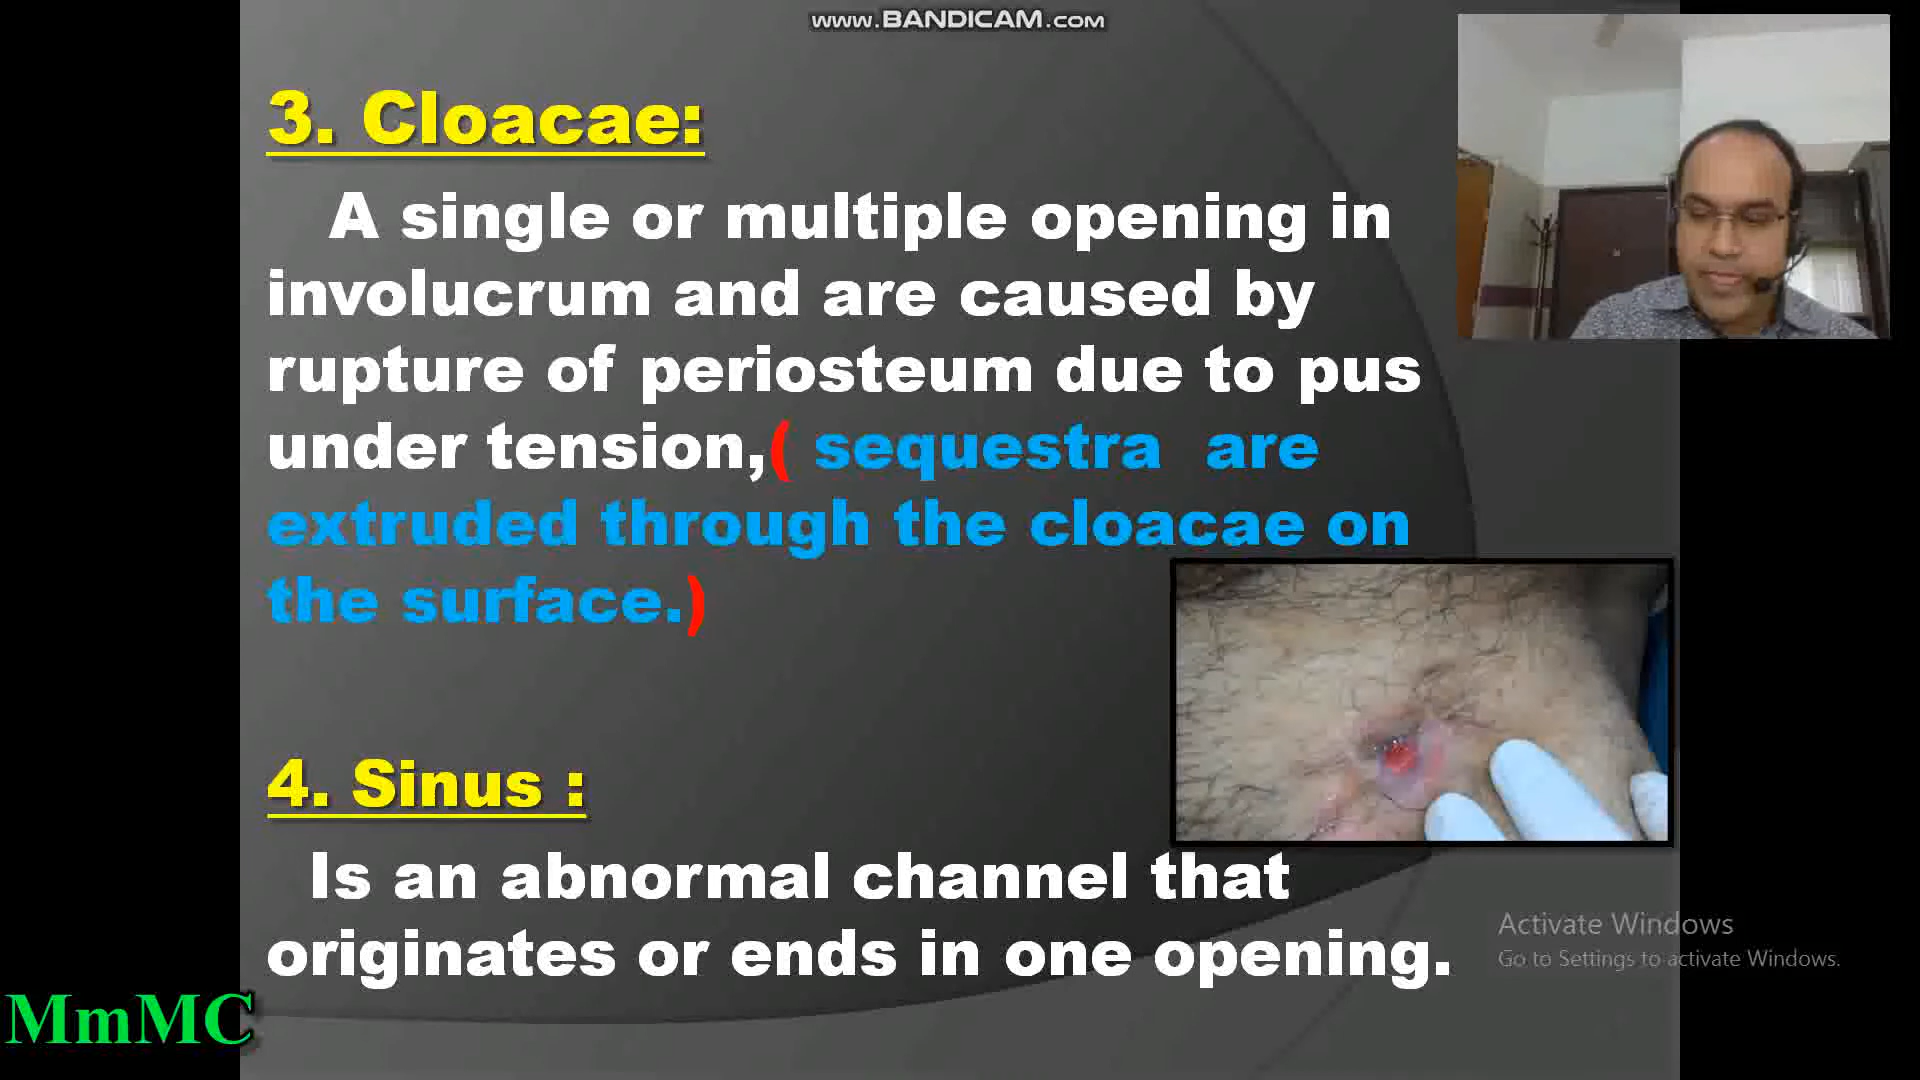 www.BANDICAM.com
3. Cloacae:
A single or multiple opening in
involucrum and are caused by
rupture of periosteum due to pus
under tension,( sequestra are
extruded through the cloacae on
the surface.)
4. Sinus :
Is an abnormal channel that
originates or ends in one opening.
Activate Windows
Go to Settings to activate Windows.
MmMC